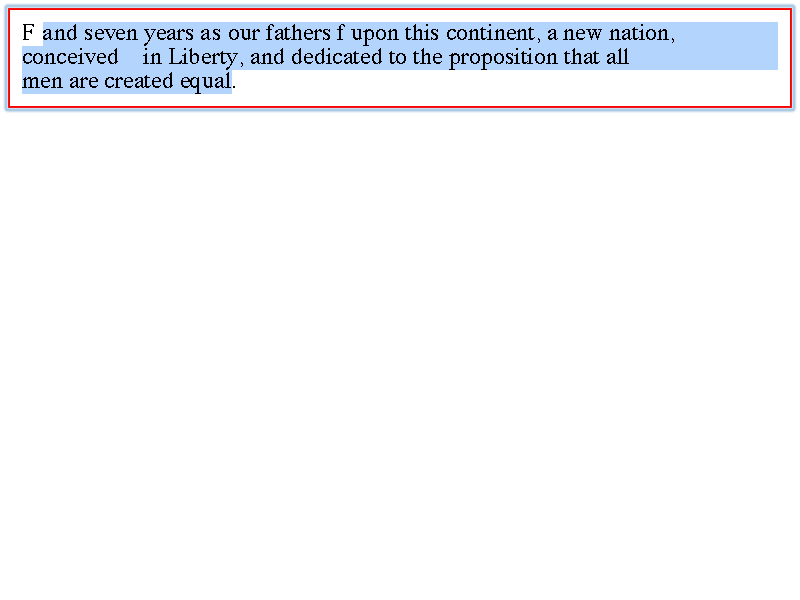 F and seven years as our fathers f upon this continent, a new nation,
conceived    in Liberty, and dedicated to the proposition that all
men are created equal.